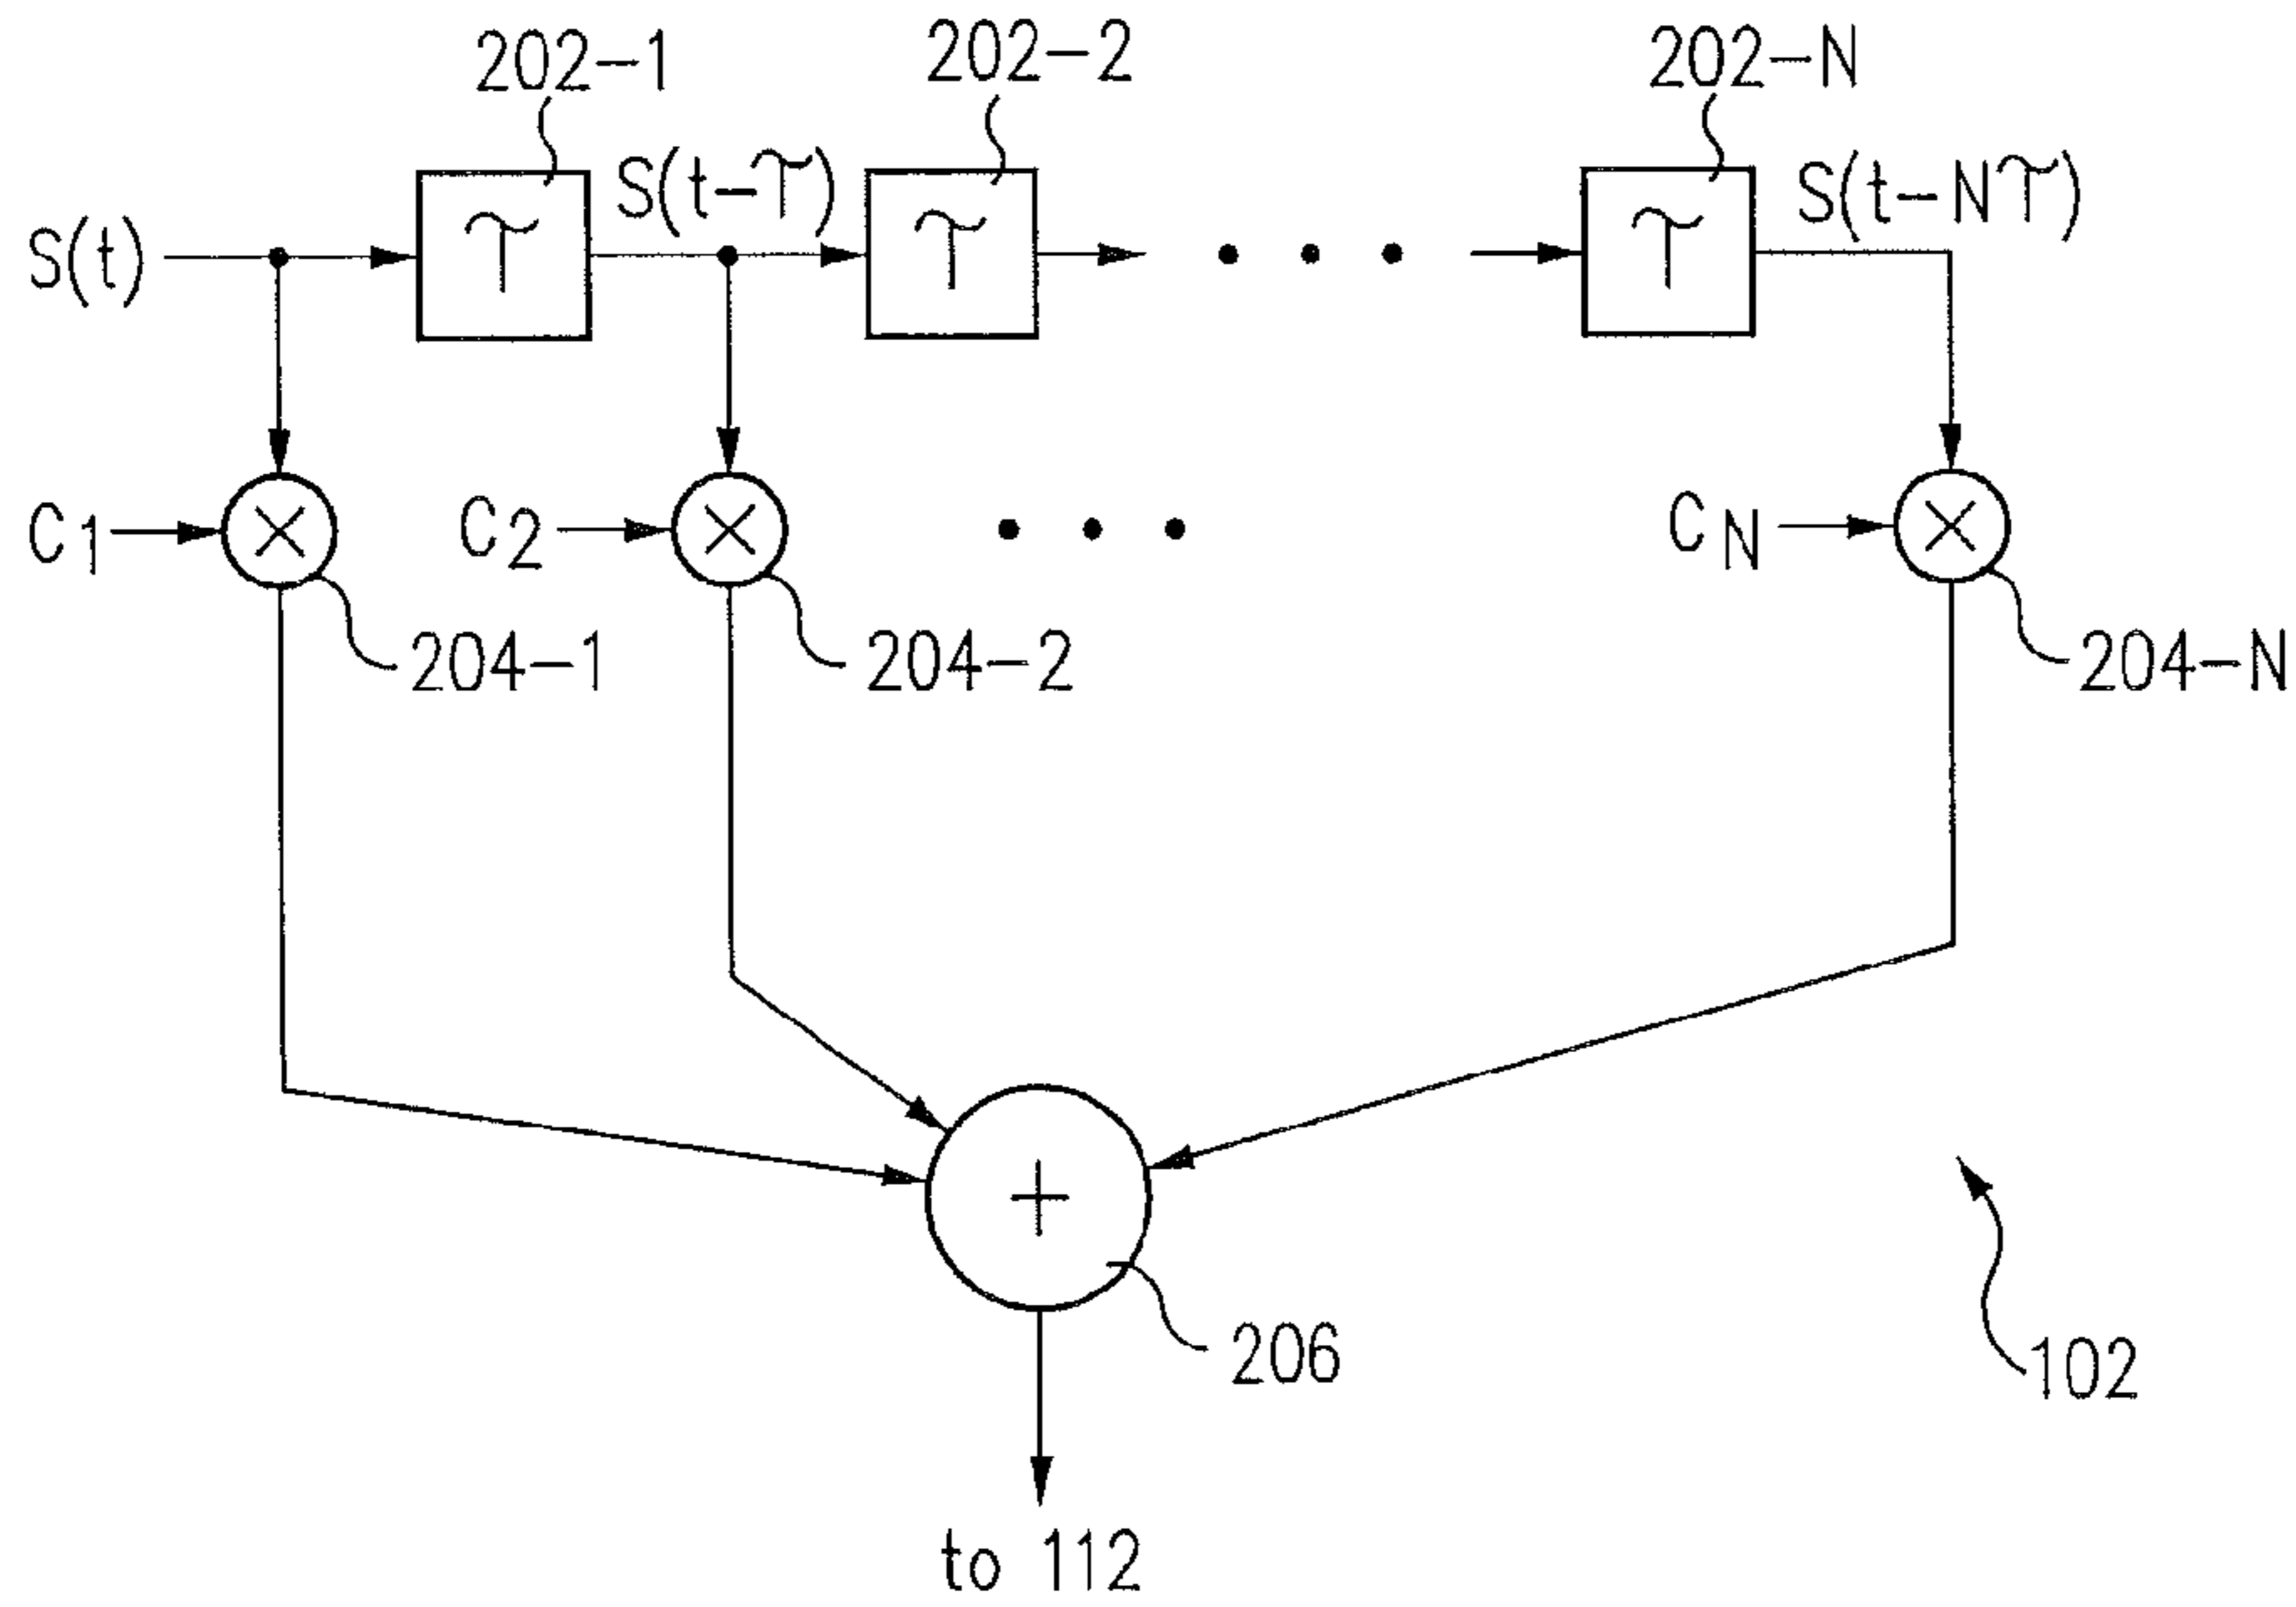 202-1
202-2
202-N
S(t)
τ
S(t-τ)
τ
τ
S(t-Nτ)
C1
×
C2
×
CN
×
204-1
204-2
204-N
+
206
102
to 112